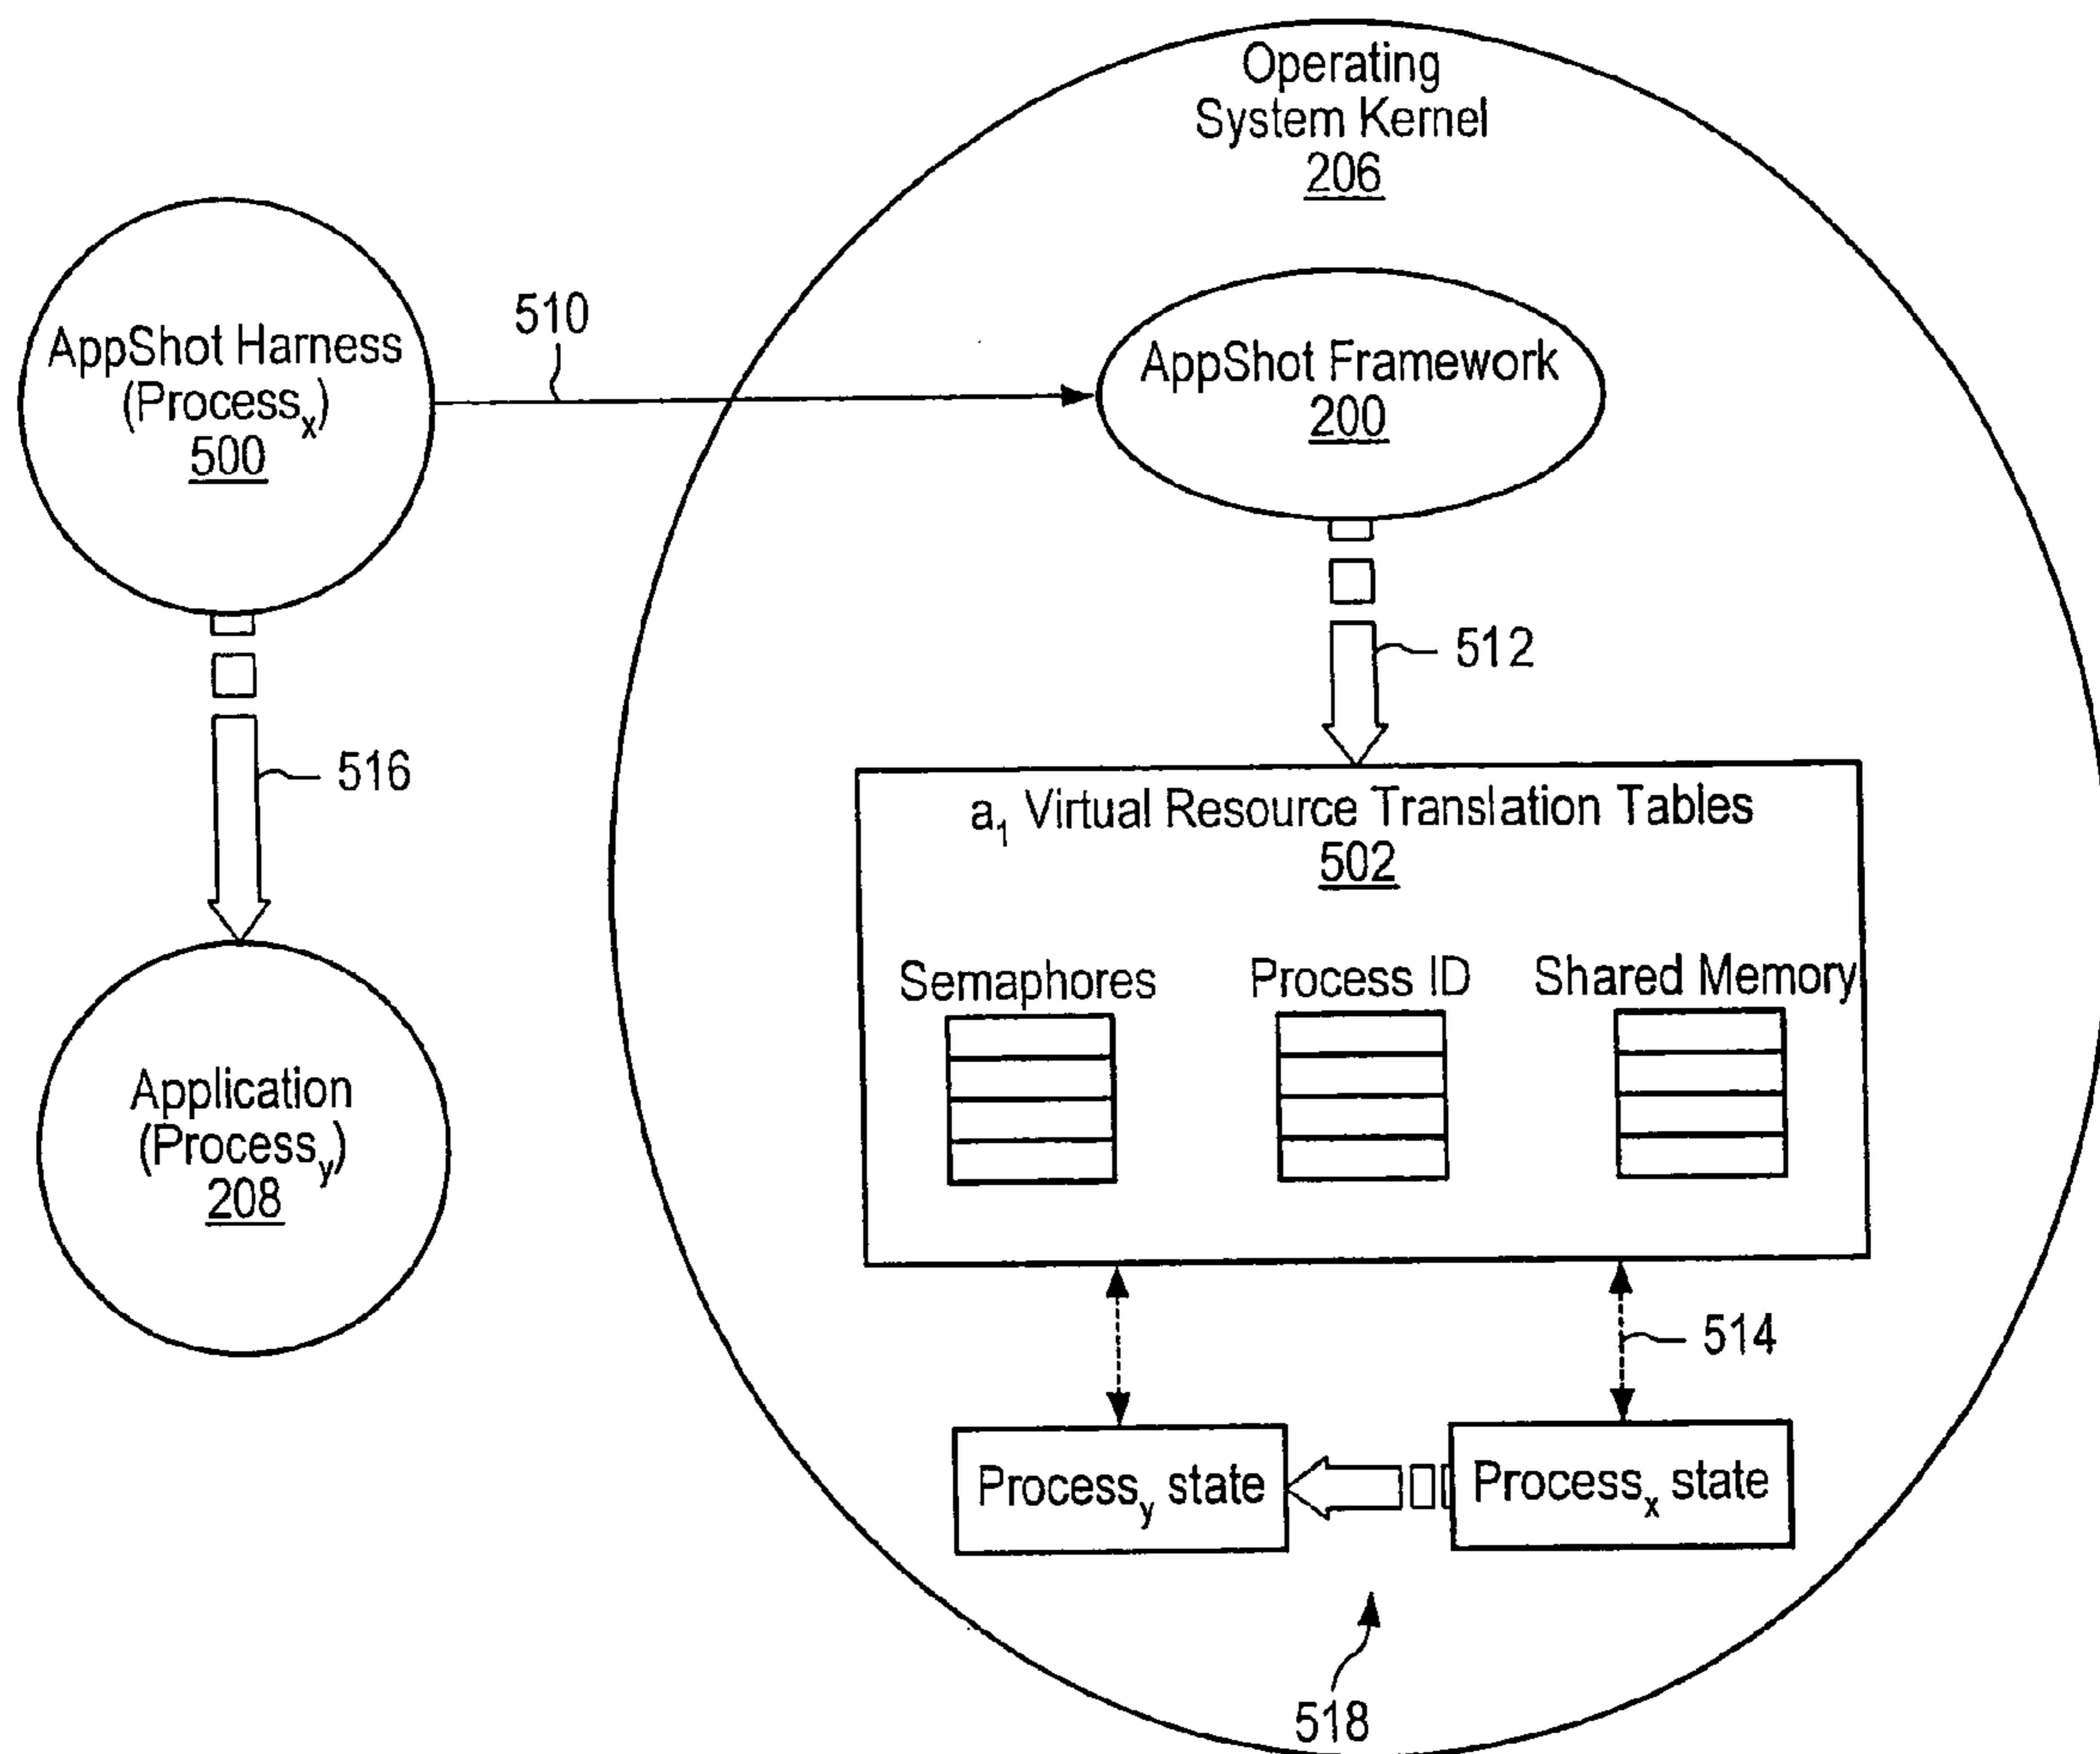 Operating
System Kernel
206
AppShot Harness
(Processx)
500
510
AppShot Framework
200
512
516
a1 Virtual Resource Translation Tables
502
Semaphores
Process ID
Shared Memory
Application
(Processy)
208
514
Processy state
Processx state
518